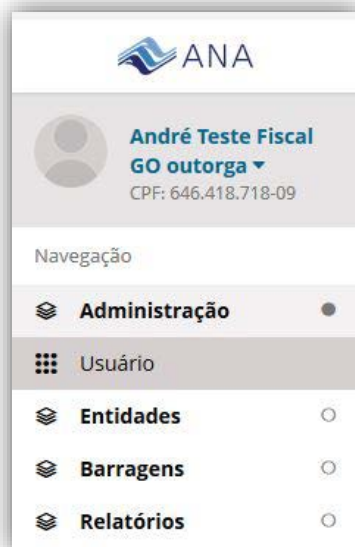 ANA
André Teste Fiscal
GO outorga
CPF: 646.418.718-09
Navegação
Administração
Usuário
Entidades
Barragens
Relatórios